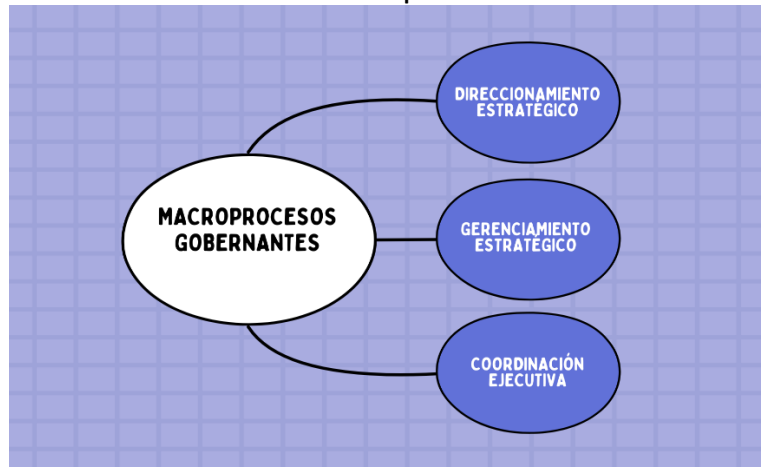 MACROPROCESOS
GOBERNANTES
DIRECCIONAMIENTO
ESTRATÉGICO
GERENCIAMIENTO
ESTRATÉGICO
COORDINACIÓN
EJECUTIVA